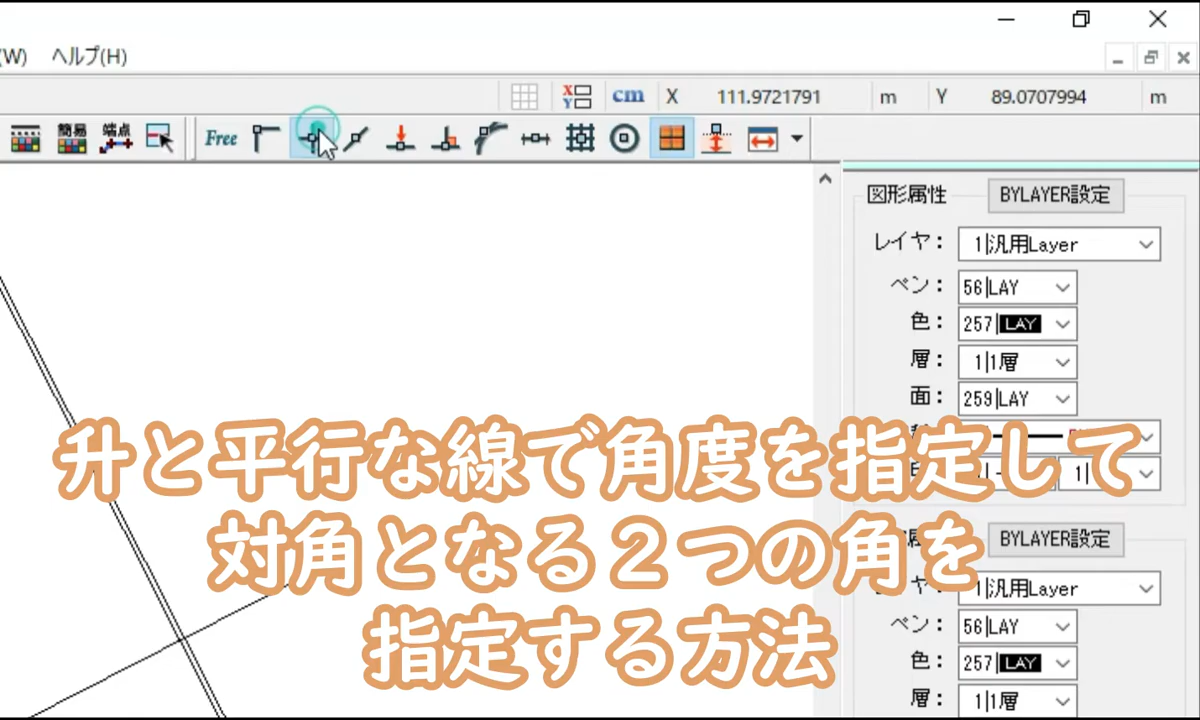 (W) ヘルプ(H)
cm X 111.9721791 m Y 89.0707994 m
簡易 端点 Free
図形属性 BYLAYER設定
レイヤ: 1|汎用Layer
ペン: 56|LAY
色: 257|LAY
層: 1|1層
面: 259|LAY
升と平行な線で角度を指定して
1|
対角となる２つの角を
BYLAYER設定
1|汎用Layer
指定する方法
ペン: 56|LAY
色: 257|LAY
層: 1|1層